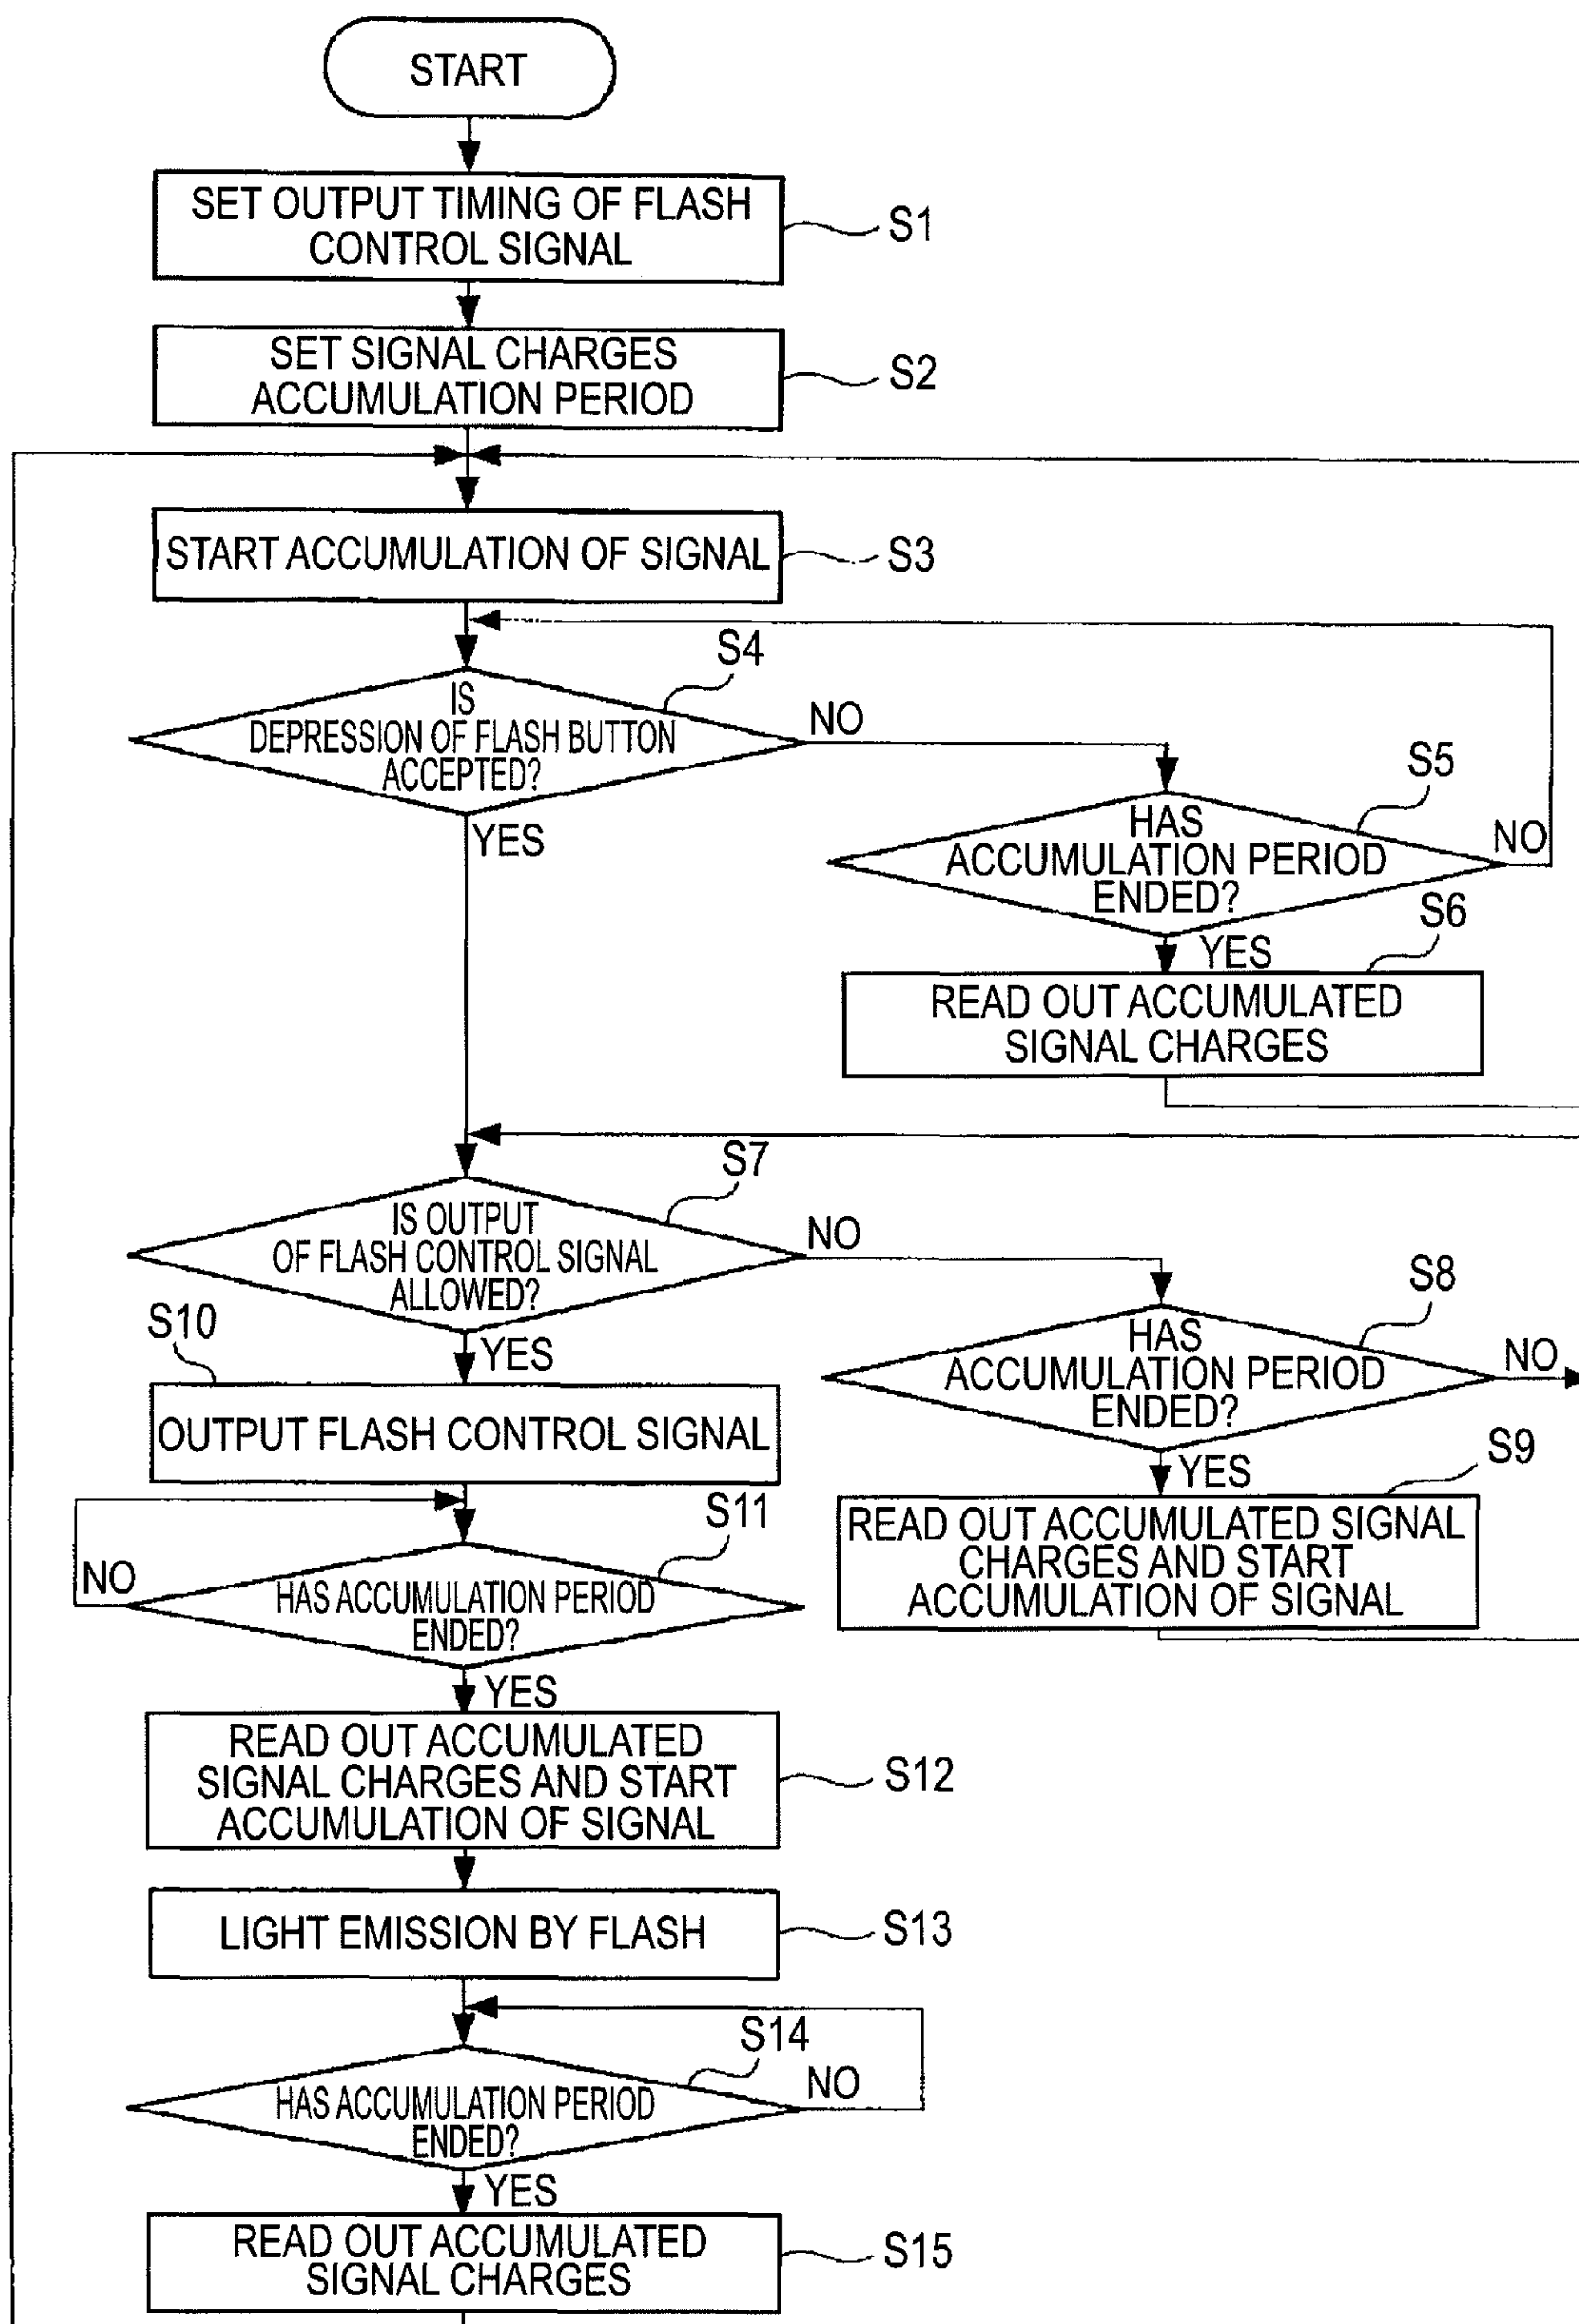 START
SET OUTPUT TIMING OF FLASH
CONTROL SIGNAL
S1
SET SIGNAL CHARGES
ACCUMULATION PERIOD
S2
START ACCUMULATION OF SIGNAL
S3
S4
IS
DEPRESSION OF FLASH BUTTON
ACCEPTED?
NO
YES
S5
HAS
ACCUMULATION PERIOD
ENDED?
NO
YES
S6
READ OUT ACCUMULATED
SIGNAL CHARGES
S7
IS OUTPUT
OF FLASH CONTROL SIGNAL
ALLOWED?
NO
YES
S8
HAS
ACCUMULATION PERIOD
ENDED?
NO
YES
S9
READ OUT ACCUMULATED SIGNAL
CHARGES AND START
ACCUMULATION OF SIGNAL
S10
OUTPUT FLASH CONTROL SIGNAL
S11
HAS ACCUMULATION PERIOD
ENDED?
NO
YES
READ OUT ACCUMULATED
SIGNAL CHARGES AND START
ACCUMULATION OF SIGNAL
S12
LIGHT EMISSION BY FLASH
S13
S14
HAS ACCUMULATION PERIOD
ENDED?
NO
YES
READ OUT ACCUMULATED
SIGNAL CHARGES
S15